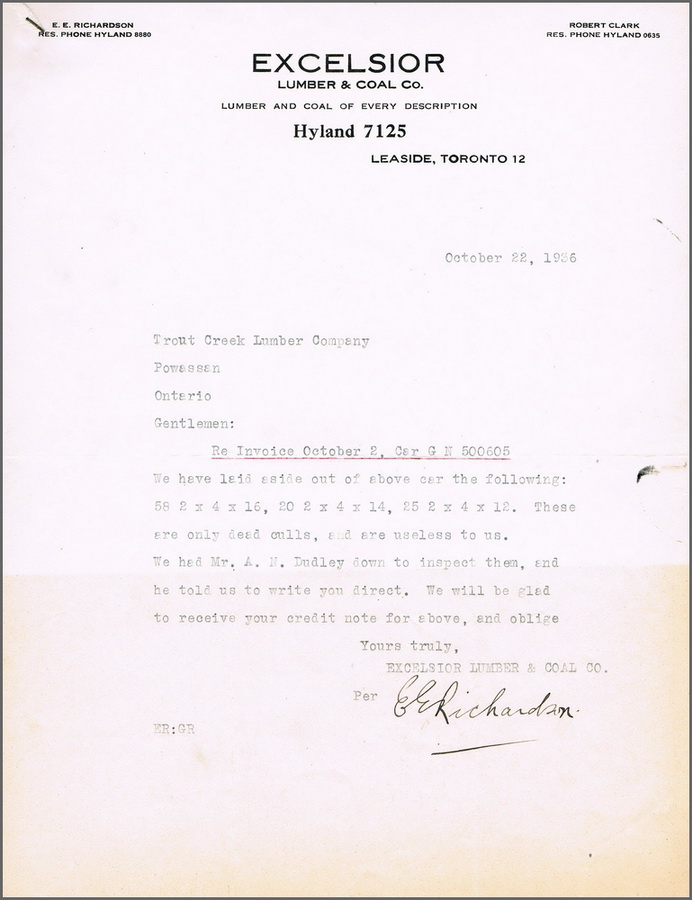 E. E. RICHARDSON
RES. PHONE HYLAND 8880
ROBERT CLARK
RES. PHONE HYLAND 0635
EXCELSIOR
LUMBER & COAL Co.
LUMBER AND COAL OF EVERY DESCRIPTION
Hyland 7125
LEASIDE, TORONTO 12
October 22, 1936
Trout Creek Lumber Company
Powassan
Ontario
Gentlemen:
Re Invoice October 2, Car G N 500605
We have laid aside out of above car the following:
58 2 x 4 x 16, 20 2 x 4 x 14, 25 2 x 4 x 12. These
are only dead culls, and are useless to us.
We had Mr. A. N. Dudley down to inspect them, and
he told us to write you direct. We will be glad
to receive your credit note for above, and oblige
Yours truly,
EXCELSIOR LUMBER & COAL CO.
Per E E Richardson.
ER:GR